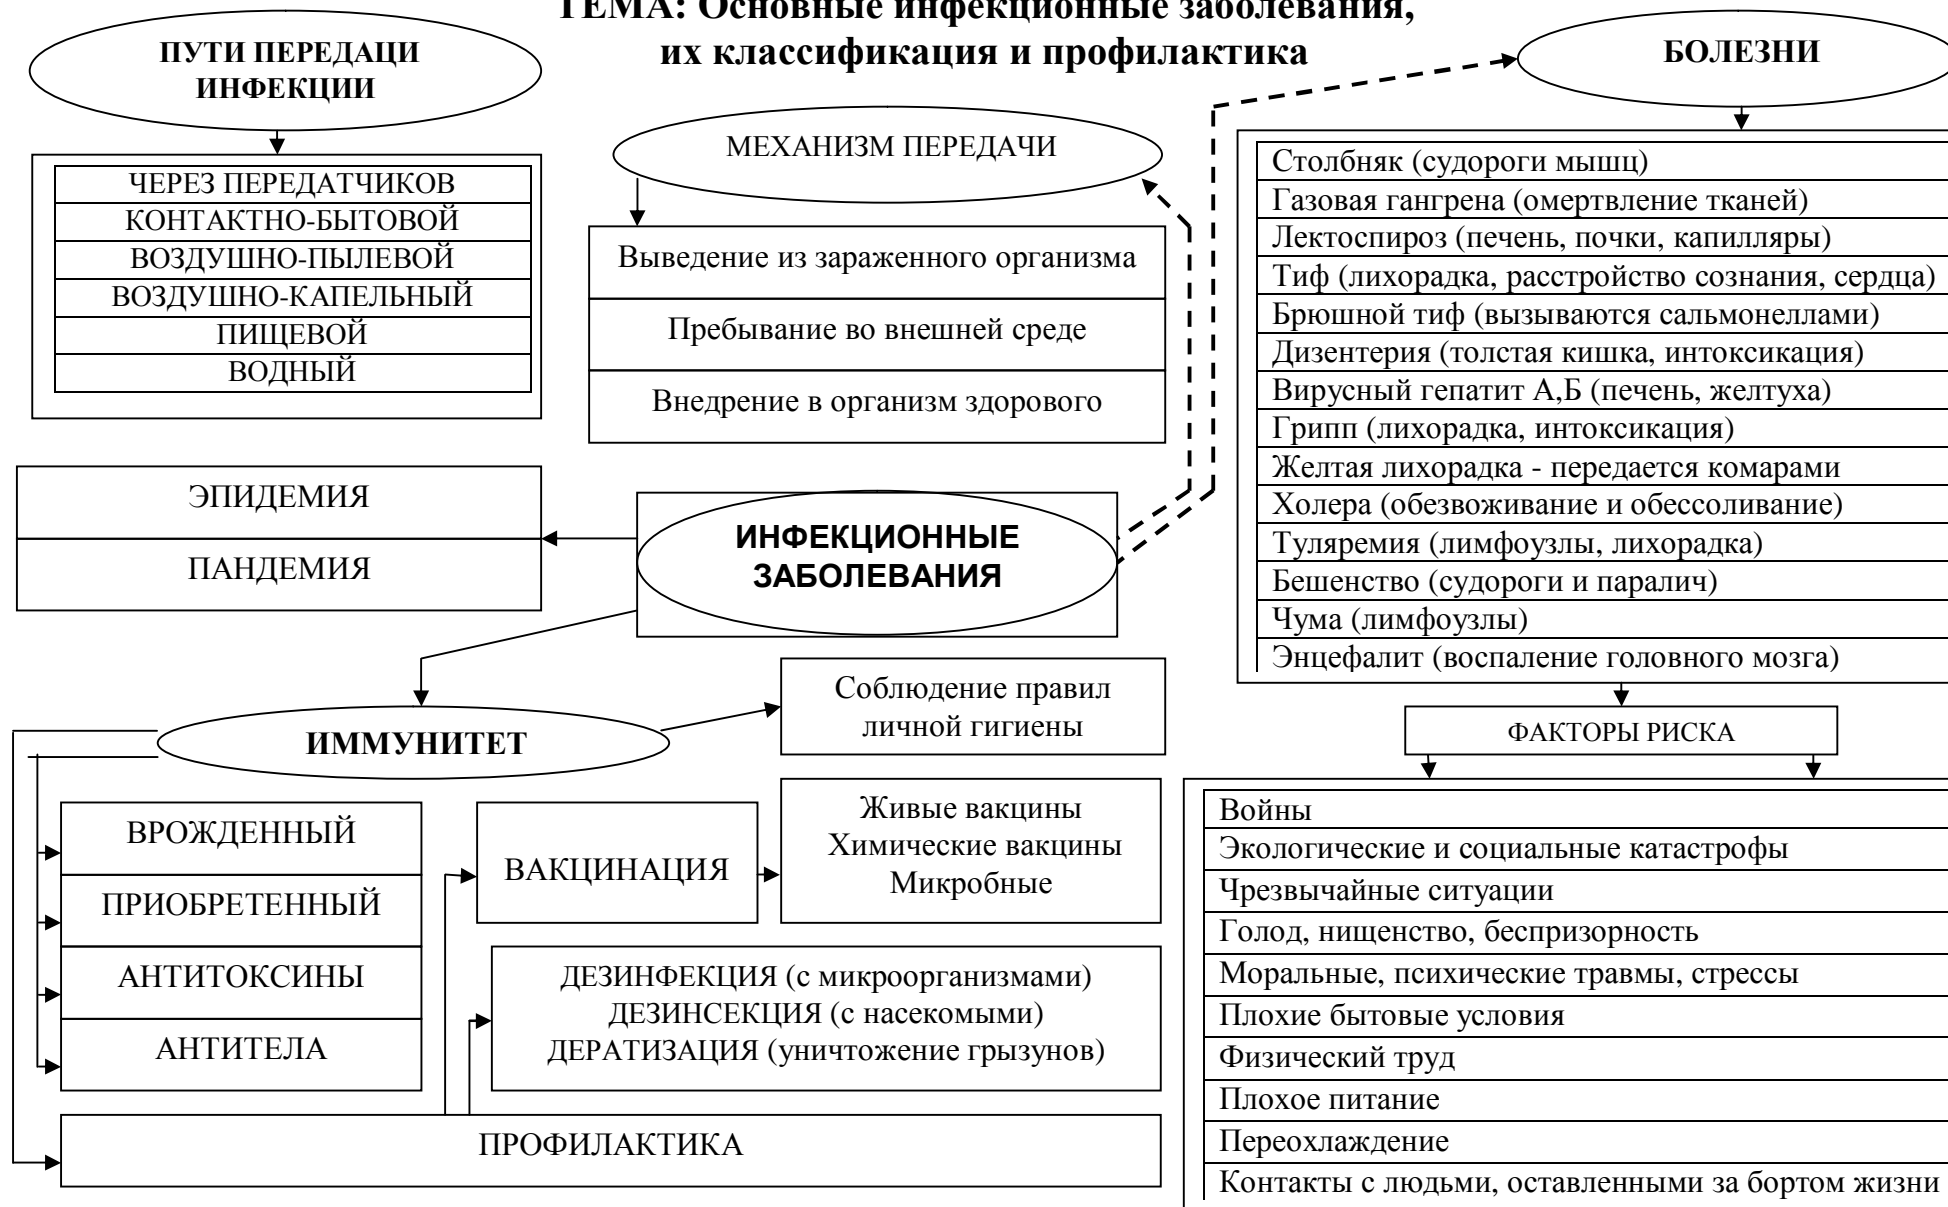 ТЕМА: Основные инфекционные заболевания,
их классификация и профилактика
ПУТИ ПЕРЕДАЦИ
ИНФЕКЦИИ
ЧЕРЕЗ ПЕРЕДАТЧИКОВ
КОНТАКТНО-БЫТОВОЙ
ВОЗДУШНО-ПЫЛЕВОЙ
ВОЗДУШНО-КАПЕЛЬНЫЙ
ПИЩЕВОЙ
ВОДНЫЙ
МЕХАНИЗМ ПЕРЕДАЧИ
Выведение из зараженного организма
Пребывание во внешней среде
Внедрение в организм здорового
БОЛЕЗНИ
Столбняк (судороги мышц)
Газовая гангрена (омертвление тканей)
Лектоспироз (печень, почки, капилляры)
Тиф (лихорадка, расстройство сознания, сердца)
Брюшной тиф (вызываются сальмонеллами)
Дизентерия (толстая кишка, интоксикация)
Вирусный гепатит А,Б (печень, желтуха)
Грипп (лихорадка, интоксикация)
Желтая лихорадка - передается комарами
Холера (обезвоживание и обессоливание)
Туляремия (лимфоузлы, лихорадка)
Бешенство (судороги и паралич)
Чума (лимфоузлы)
Энцефалит (воспаление головного мозга)
ЭПИДЕМИЯ
ПАНДЕМИЯ
ИНФЕКЦИОННЫЕ
ЗАБОЛЕВАНИЯ
ИММУНИТЕТ
Соблюдение правил
личной гигиены
ФАКТОРЫ РИСКА
ВРОЖДЕННЫЙ
ПРИОБРЕТЕННЫЙ
АНТИТОКСИНЫ
АНТИТЕЛА
ВАКЦИНАЦИЯ
Живые вакцины
Химические вакцины
Микробные
ДЕЗИНФЕКЦИЯ (с микроорганизмами)
ДЕЗИНСЕКЦИЯ (с насекомыми)
ДЕРАТИЗАЦИЯ (уничтожение грызунов)
ПРОФИЛАКТИКА
Войны
Экологические и социальные катастрофы
Чрезвычайные ситуации
Голод, нищенство, беспризорность
Моральные, психические травмы, стрессы
Плохие бытовые условия
Физический труд
Плохое питание
Переохлаждение
Контакты с людьми, оставленными за бортом жизни